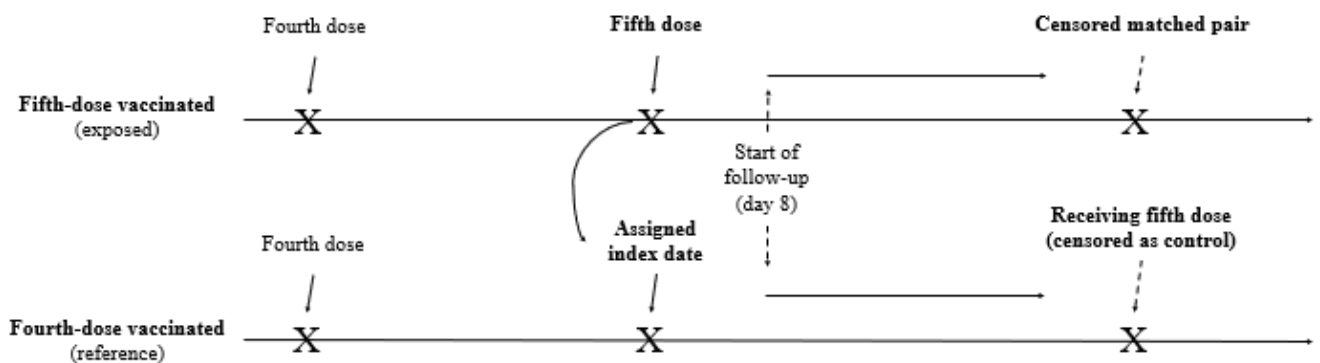 Fourth dose
Fifth dose
Censored matched pair
X
X
X
Fifth-dose vaccinated
(exposed)
Start of
follow-up
(day 8)
Receiving fifth dose
(censored as control)
Assigned
index date
Fourth dose
X
X
X
Fourth-dose vaccinated
(reference)